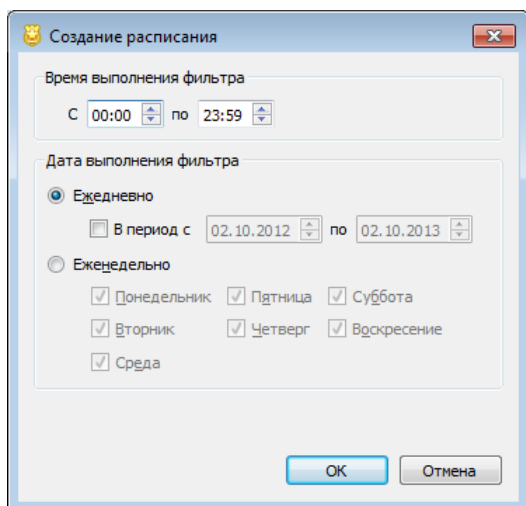 Создание расписания
Время выполнения фильтра
С 00:00 по 23:59
Дата выполнения фильтра
Ежедневно
В период с 02.10.2012 по 02.10.2013
Еженедельно
Понедельник Пятница Суббота
Вторник Четверг Воскресение
Среда
ОК Отмена